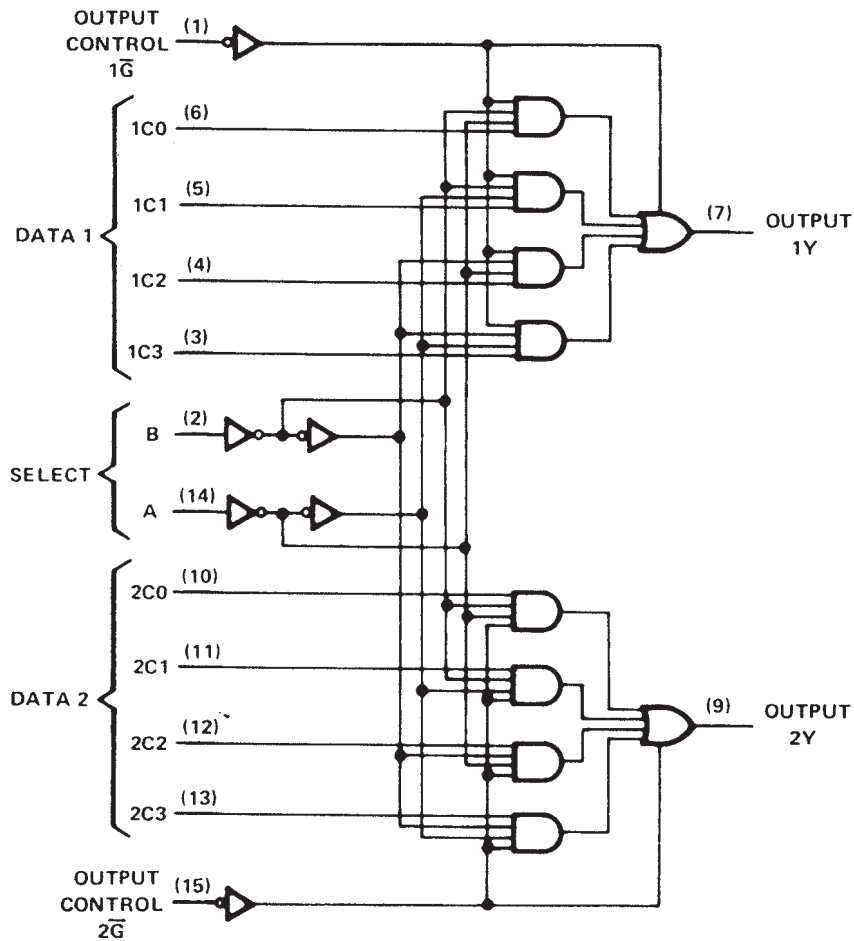 OUTPUT
CONTROL
1G̅
(1)
DATA 1
1C0
(6)
1C1
(5)
1C2
(4)
1C3
(3)
(7)
OUTPUT
1Y
SELECT
B
(2)
A
(14)
DATA 2
2C0
(10)
2C1
(11)
2C2
(12)
2C3
(13)
(9)
OUTPUT
2Y
OUTPUT
CONTROL
2G̅
(15)